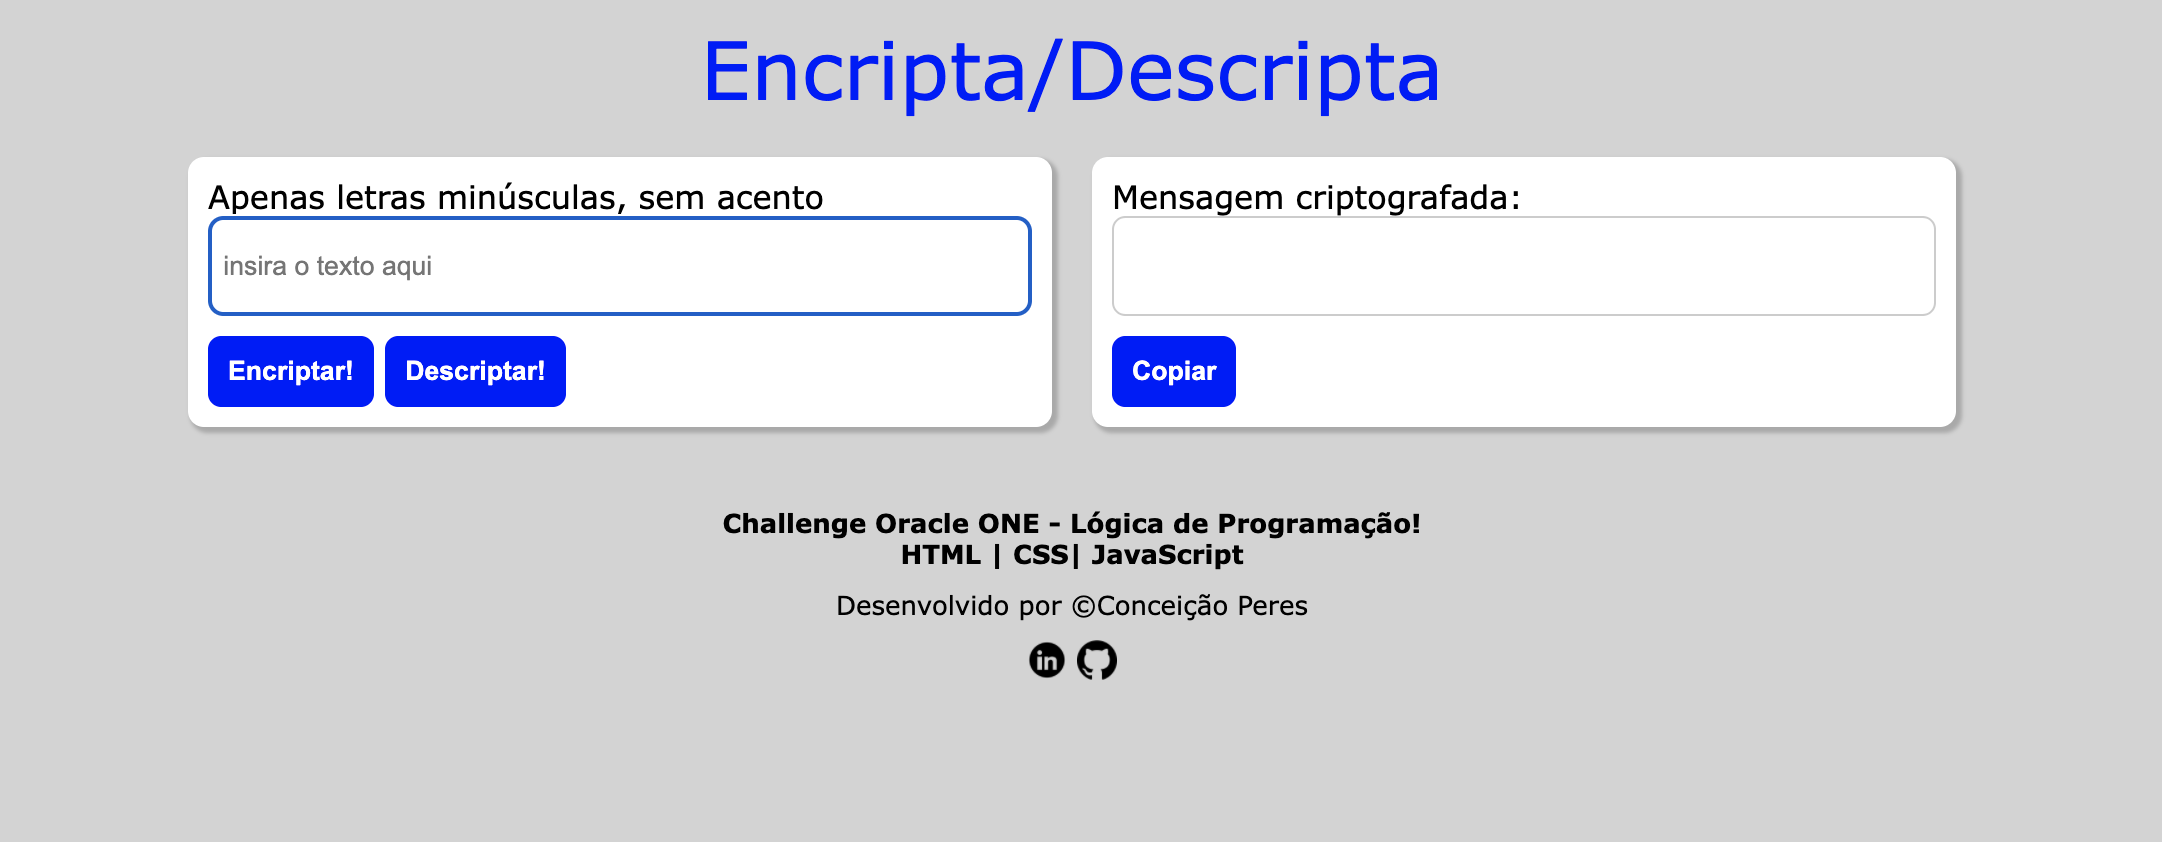 Encripta/Descripta
Apenas letras minúsculas, sem acento
insira o texto aqui
Encriptar! Descriptar!
Mensagem criptografada:
Copiar
Challenge Oracle ONE - Lógica de Programação!
HTML | CSS| JavaScript
Desenvolvido por ©Conceição Peres
in